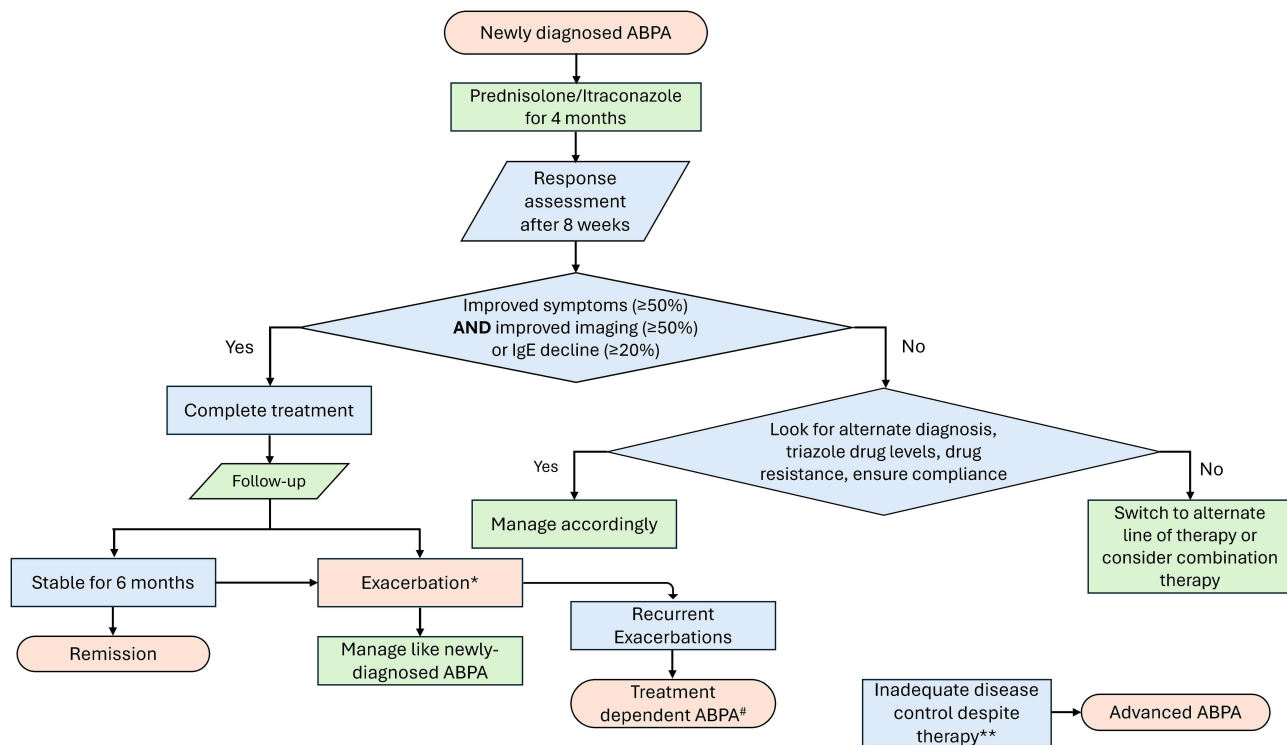 Newly diagnosed ABPA
Prednisolone/Itraconazole
for 4 months
Response
assessment
after 8 weeks
Improved symptoms (≥50%)
AND improved imaging (≥50%)
or IgE decline (≥20%)
Yes
No
Complete treatment
Follow-up
Look for alternate diagnosis,
triazole drug levels, drug
resistance, ensure compliance
Yes
No
Manage accordingly
Switch to alternate
line of therapy or
consider combination
therapy
Stable for 6 months
Exacerbation*
Recurrent
Exacerbations
Remission
Manage like newly-
diagnosed ABPA
Treatment
dependent ABPA#
Inadequate disease
control despite
therapy**
Advanced ABPA